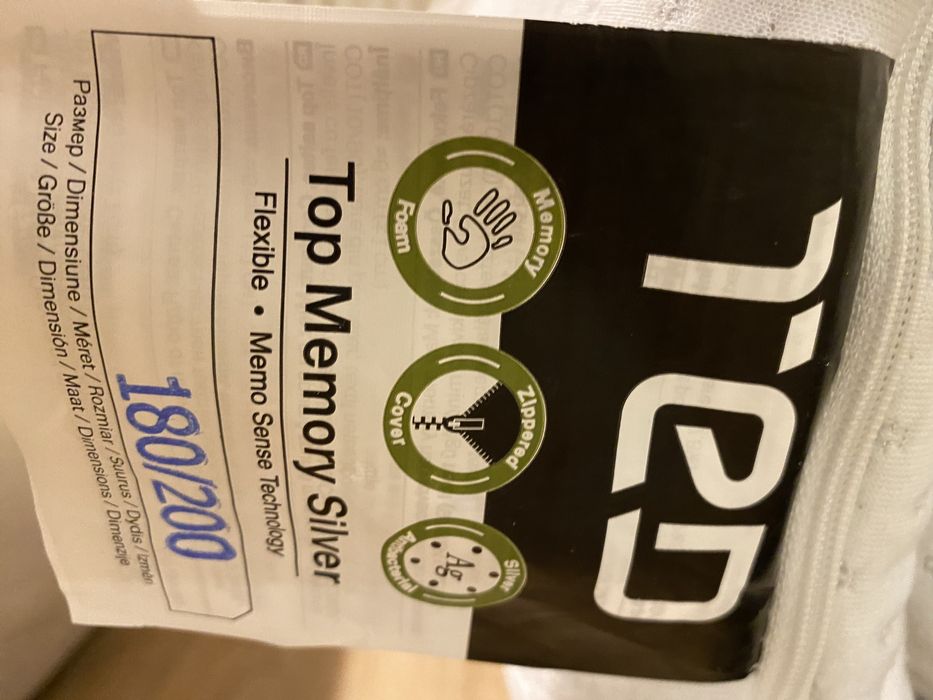 TED
Memory
Foam
Zippered
Cover
Silver
Antibacterial
Ag
Top Memory Silver
Flexible • Memo Sense Technology
180/200
Размер / Dimensiune / Méret / Rozmiar / Suurus / Dydis / Izmēri
Size / Größe / Dimensión / Maat / Dimensions / Dimenzije